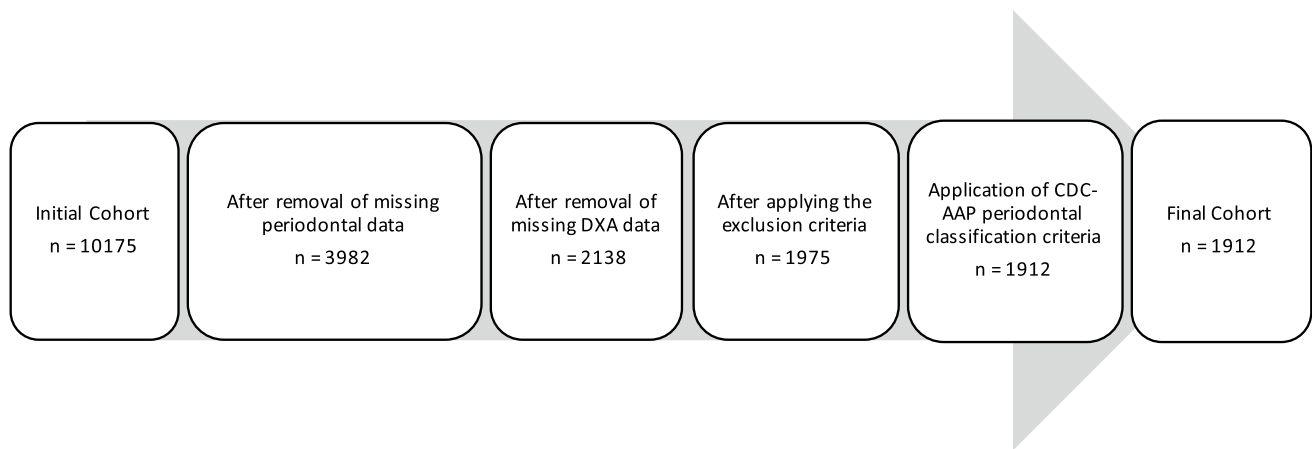 Initial Cohort
n = 10175
After removal of missing
periodontal data
n = 3982
After removal of
missing DXA data
n = 2138
After applying the
exclusion criteria
n = 1975
Application of CDC-
AAP periodontal
classification criteria
n = 1912
Final Cohort
n = 1912